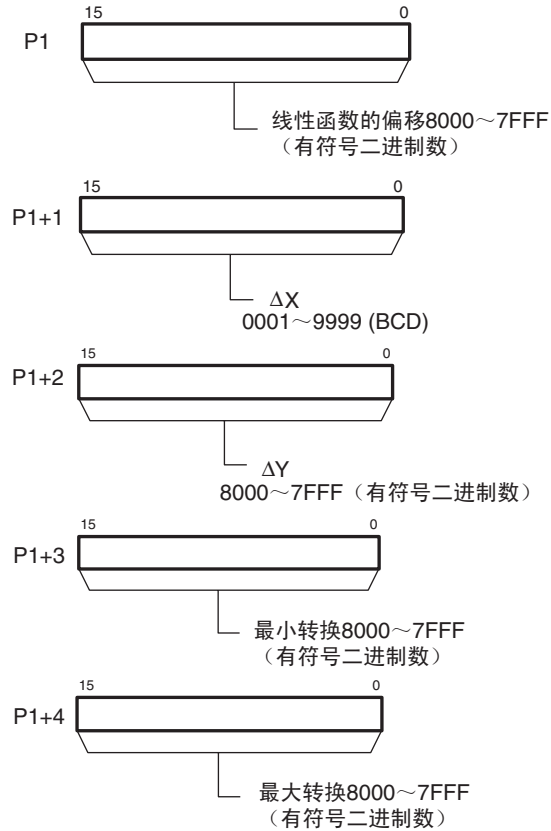 15 0
P1
线性函数的偏移8000～7FFF
（有符号二进制数）
15 0
P1+1
ΔX
0001～9999 (BCD)
15 0
P1+2
ΔY
8000～7FFF（有符号二进制数）
15 0
P1+3
最小转换8000～7FFF
（有符号二进制数）
15 0
P1+4
最大转换8000～7FFF
（有符号二进制数）